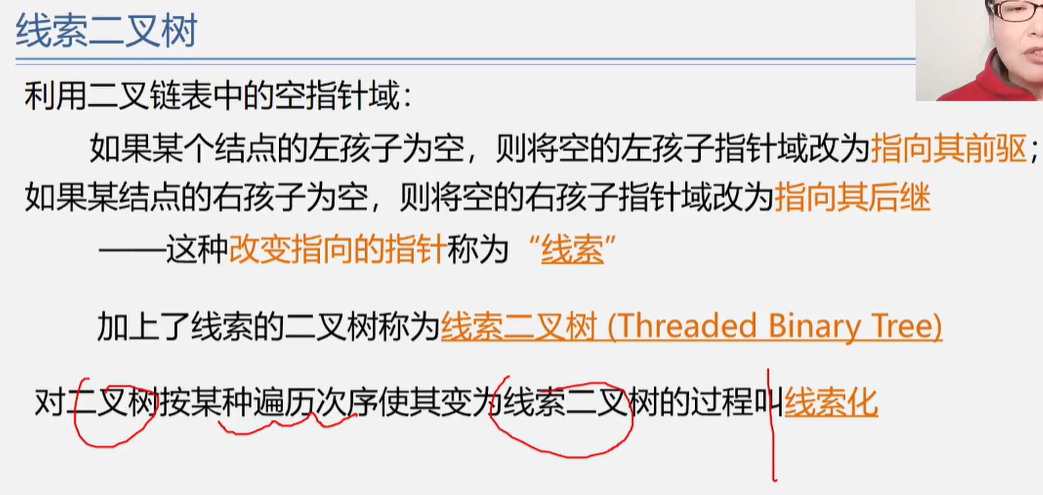 线索二叉树
利用二叉链表中的空指针域：
如果某个结点的左孩子为空，则将空的左孩子指针域改为指向其前驱；
如果某结点的右孩子为空，则将空的右孩子指针域改为指向其后继
——这种改变指向的指针称为“线索”
加上了线索的二叉树称为线索二叉树 (Threaded Binary Tree)
对二叉树按某种遍历次序使其变为线索二叉树的过程叫线索化